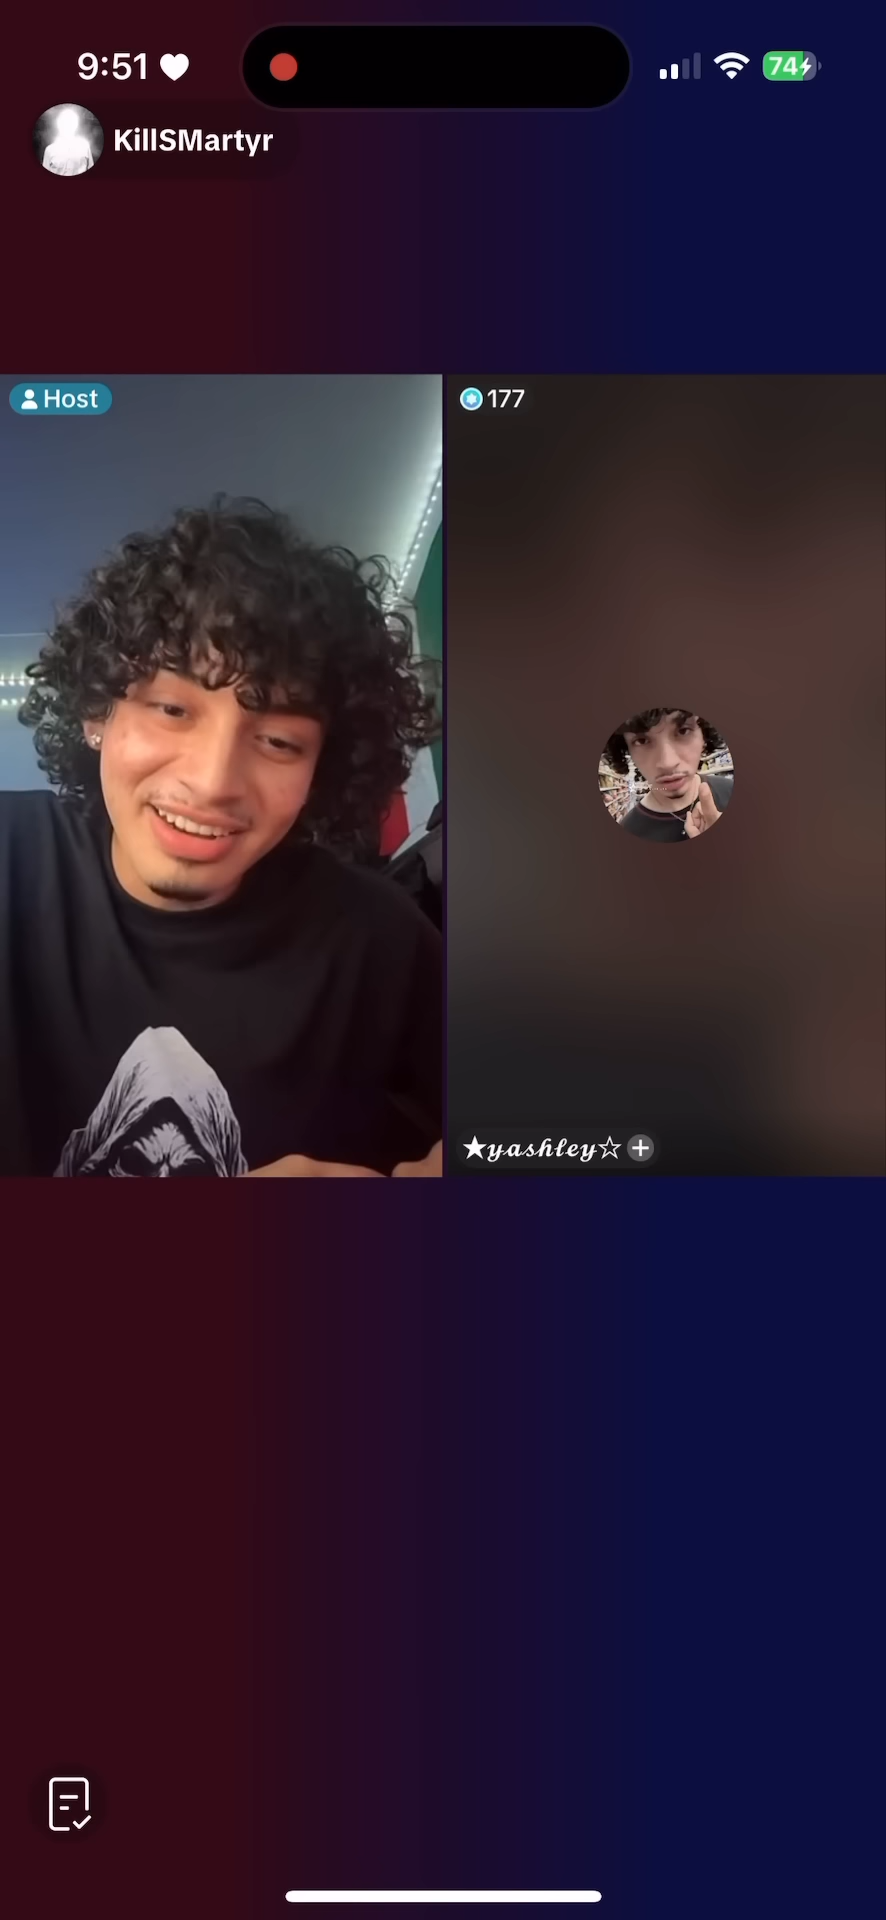 9:51
74
KillSMartyr
Host
177
★𝔂𝓪𝓼𝓱𝓵𝓮𝔂☆